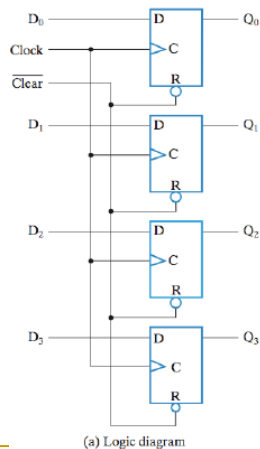 D₀ D Q₀
Clock C
Clear R
D₁ D Q₁
C
R
D₂ D Q₂
C
R
D₃ D Q₃
C
R
(a) Logic diagram